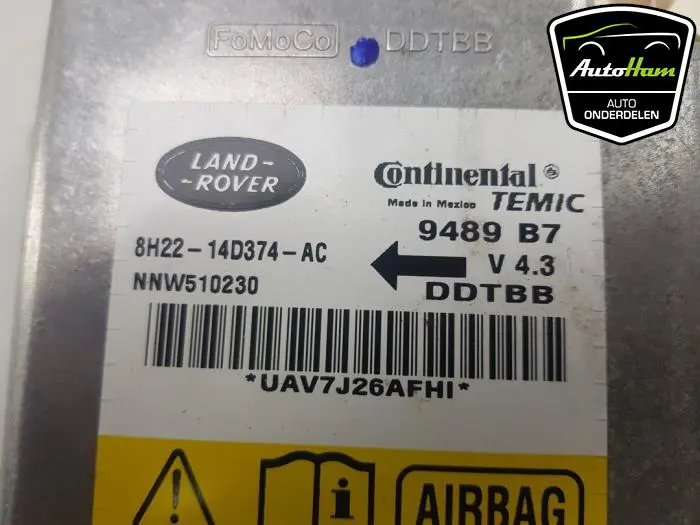 FoMoCo DDTBB
AutoHam
AUTO
ONDERDELEN
LAND-
-ROVER
Continental
Made in Mexico TEMIC
9489 B7
8H22-14D374-AC
V 4.3
NNW510230
DDTBB
*UAV7J26AFHI*
AIRBAG